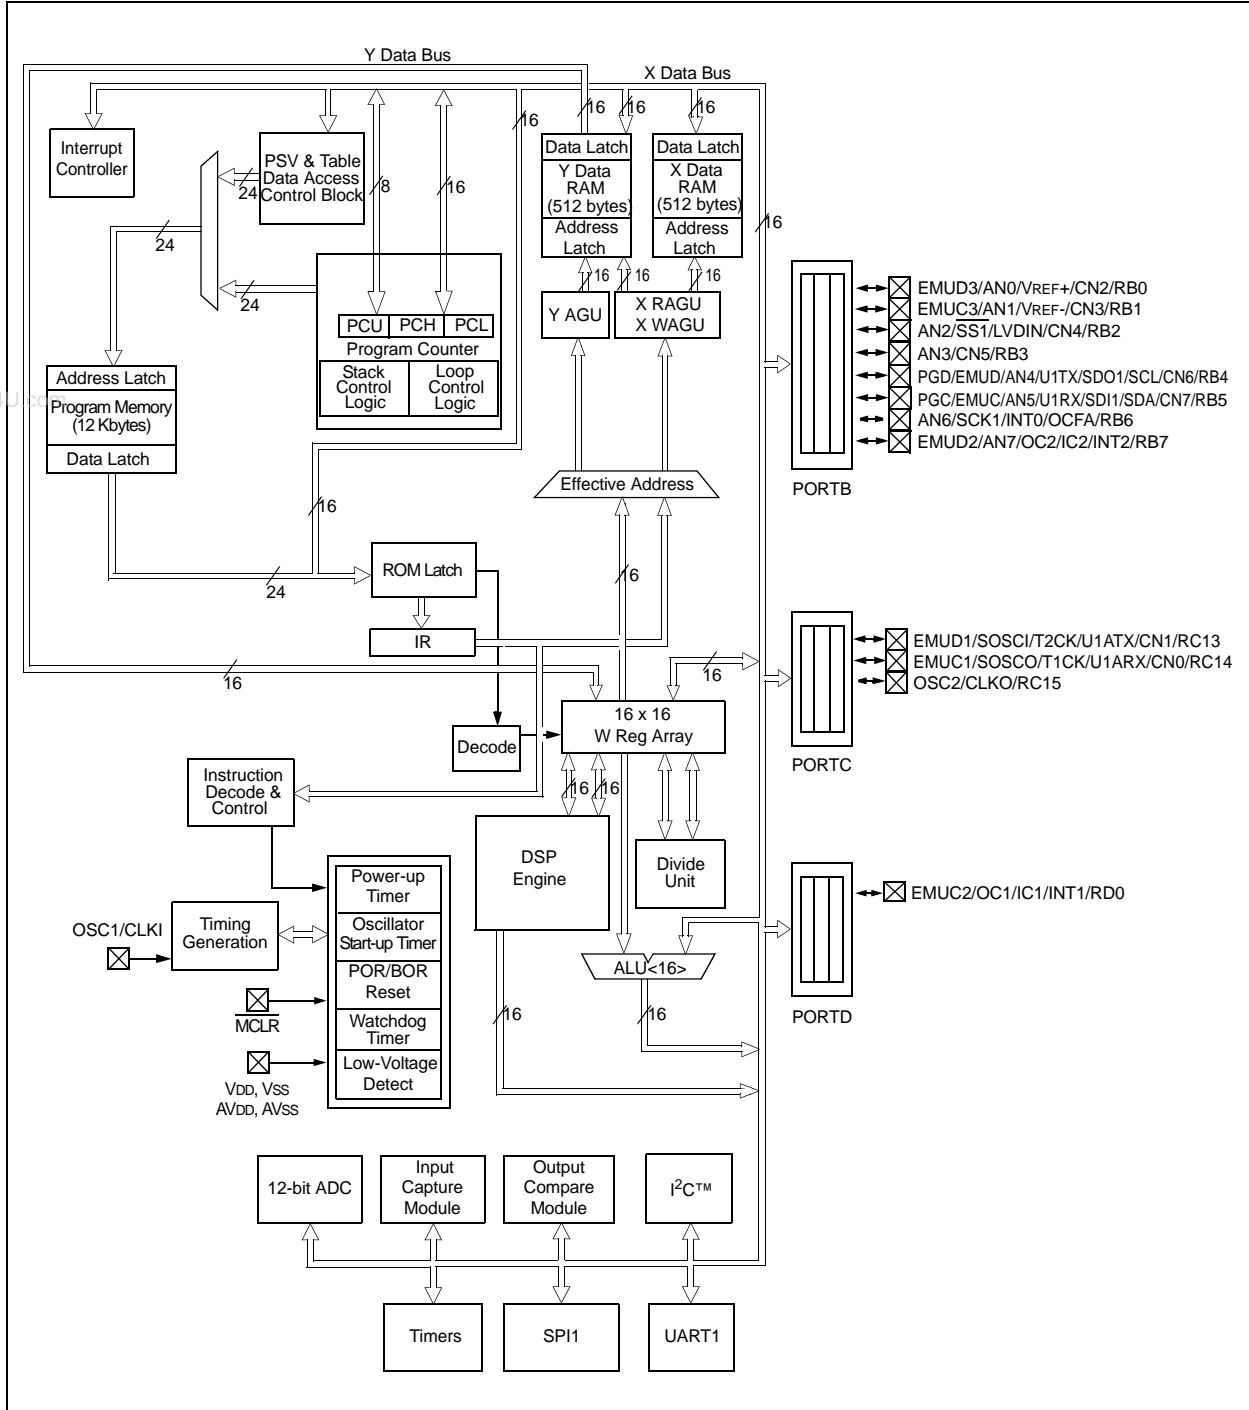 Y Data Bus
X Data Bus
16
16
16
16
Interrupt
Controller
PSV & Table
Data Access
Control Block
24
8
16
Data Latch
Y Data
RAM
(512 bytes)
Address
Latch
Data Latch
X Data
RAM
(512 bytes)
Address
Latch
16
24
24
16
16
16
Y AGU
X RAGU
X WAGU
PCU
PCH
PCL
Program Counter
Stack
Control
Logic
Loop
Control
Logic
Address Latch
Program Memory
(12 Kbytes)
Data Latch
U.com
EMUD3/AN0/VREF+/CN2/RB0
EMUC3/AN1/VREF-/CN3/RB1
AN2/SS1/LVDIN/CN4/RB2
AN3/CN5/RB3
PGD/EMUD/AN4/U1TX/SDO1/SCL/CN6/RB4
PGC/EMUC/AN5/U1RX/SDI1/SDA/CN7/RB5
AN6/SCK1/INT0/OCFA/RB6
EMUD2/AN7/OC2/IC2/INT2/RB7
PORTB
Effective Address
16
24
ROM Latch
16
IR
16
16
16 x 16
W Reg Array
Decode
EMUD1/SOSCI/T2CK/U1ATX/CN1/RC13
EMUC1/SOSCO/T1CK/U1ARX/CN0/RC14
OSC2/CLKO/RC15
PORTC
Instruction
Decode &
Control
16
16
DSP
Engine
Divide
Unit
Power-up
Timer
Oscillator
Start-up Timer
POR/BOR
Reset
Watchdog
Timer
Low-Voltage
Detect
OSC1/CLKI
Timing
Generation
MCLR
VDD, VSS
AVDD, AVSS
ALU<16>
16
16
EMUC2/OC1/IC1/INT1/RD0
PORTD
12-bit ADC
Input
Capture
Module
Output
Compare
Module
I²C™
Timers
SPI1
UART1